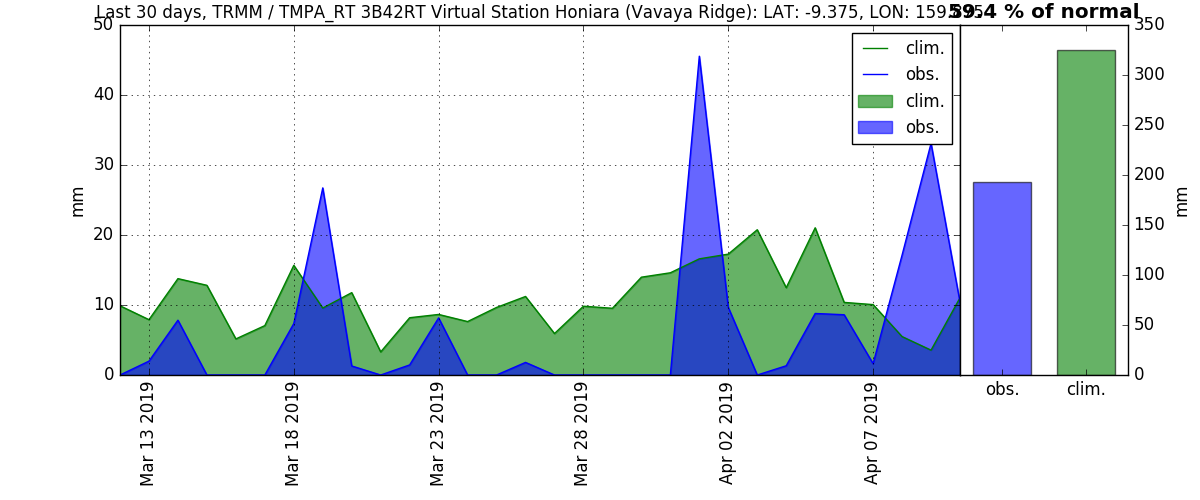 Last 30 days, TRMM / TMPA_RT 3B42RT Virtual Station Honiara (Vavaya Ridge): LAT: -9.375, LON: 159.
59.4 % of normal
50
40
30
20
10
0
mm
clim.
obs.
clim.
obs.
Mar 13 2019
Mar 18 2019
Mar 23 2019
Mar 28 2019
Apr 02 2019
Apr 07 2019
350
300
250
200
150
100
50
0
mm
obs.
clim.